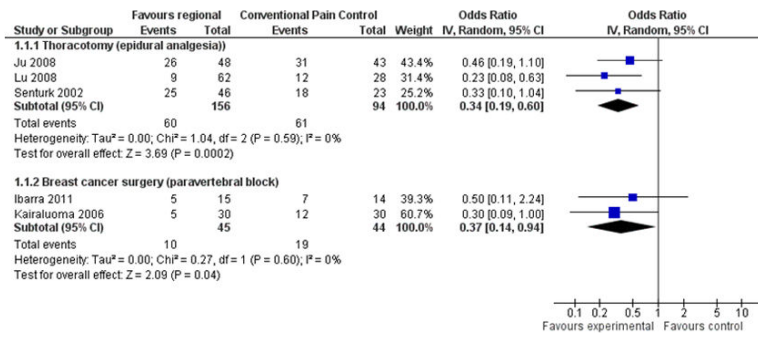 Favours regional Conventional Pain Control Odds Ratio Odds Ratio
Study or Subgroup Events Total Events Total Weight IV, Random, 95% CI IV, Random, 95% CI
1.1.1 Thoracotomy (epidural analgesia))
Ju 2008 26 48 31 43 43.4% 0.46 [0.19, 1.10]
Lu 2008 9 62 12 28 31.4% 0.23 [0.08, 0.63]
Senturk 2002 25 46 18 23 25.2% 0.33 [0.10, 1.04]
Subtotal (95% CI) 156 94 100.0% 0.34 [0.19, 0.60]
Total events 60 61
Heterogeneity: Tau² = 0.00; Chi² = 1.04, df = 2 (P = 0.59); I² = 0%
Test for overall effect: Z = 3.69 (P = 0.0002)
1.1.2 Breast cancer surgery (paravertebral block)
Ibarra 2011 5 15 7 14 39.3% 0.50 [0.11, 2.24]
Kairaluoma 2006 5 30 12 30 60.7% 0.30 [0.09, 1.00]
Subtotal (95% CI) 45 44 100.0% 0.37 [0.14, 0.94]
Total events 10 19
Heterogeneity: Tau² = 0.00; Chi² = 0.27, df = 1 (P = 0.60); I² = 0%
Test for overall effect: Z = 2.09 (P = 0.04)
0.1 0.2 0.5 1 2 5 10
Favours experimental Favours control